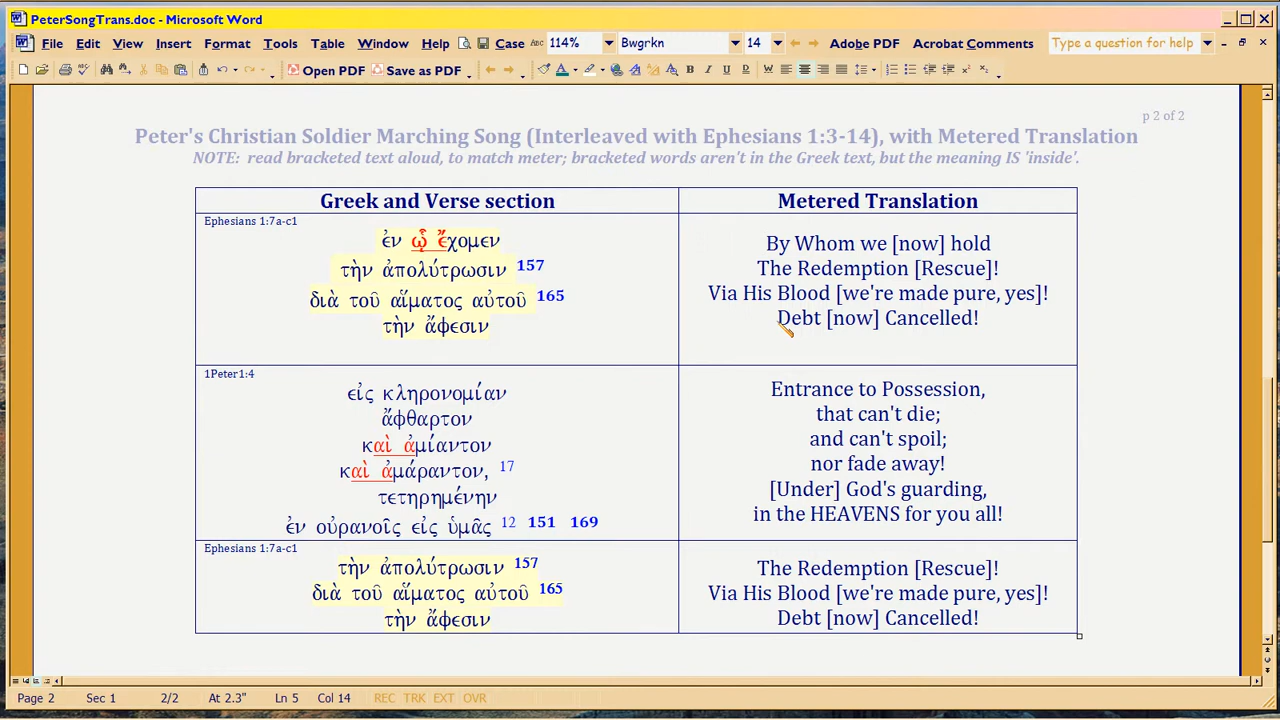 PeterSongTrans.doc - Microsoft Word
File Edit View Insert Format Tools Table Window Help Case Abc 114% Bwgrkn 14 Adobe PDF Acrobat Comments Type a question for help
Open PDF Save as PDF B I U D W
p 2 of 2
Peter's Christian Soldier Marching Song (Interleaved with Ephesians 1:3-14), with Metered Translation
NOTE: read bracketed text aloud, to match meter; bracketed words aren't in the Greek text, but the meaning IS 'inside'.
Greek and Verse section
Metered Translation
Ephesians 1:7a-c1
ἐν ᾧ ἔχομεν
τὴν ἀπολύτρωσιν 157
διὰ τοῦ αἵματος αὐτοῦ 165
τὴν ἄφεσιν
By Whom we [now] hold
The Redemption [Rescue]!
Via His Blood [we're made pure, yes]!
Debt [now] Cancelled!
1Peter1:4
εἰς κληρονομίαν
ἄφθαρτον
καὶ ἀμίαντον
καὶ ἀμάραντον, 17
τετηρημένην
ἐν οὐρανοῖς εἰς ὑμᾶς 12 151 169
Entrance to Possession,
that can't die;
and can't spoil;
nor fade away!
[Under] God's guarding,
in the HEAVENS for you all!
Ephesians 1:7a-c1
τὴν ἀπολύτρωσιν 157
διὰ τοῦ αἵματος αὐτοῦ 165
τὴν ἄφεσιν
The Redemption [Rescue]!
Via His Blood [we're made pure, yes]!
Debt [now] Cancelled!
Page 2 Sec 1 2/2 At 2.3" Ln 5 Col 14 REC TRK EXT OVR